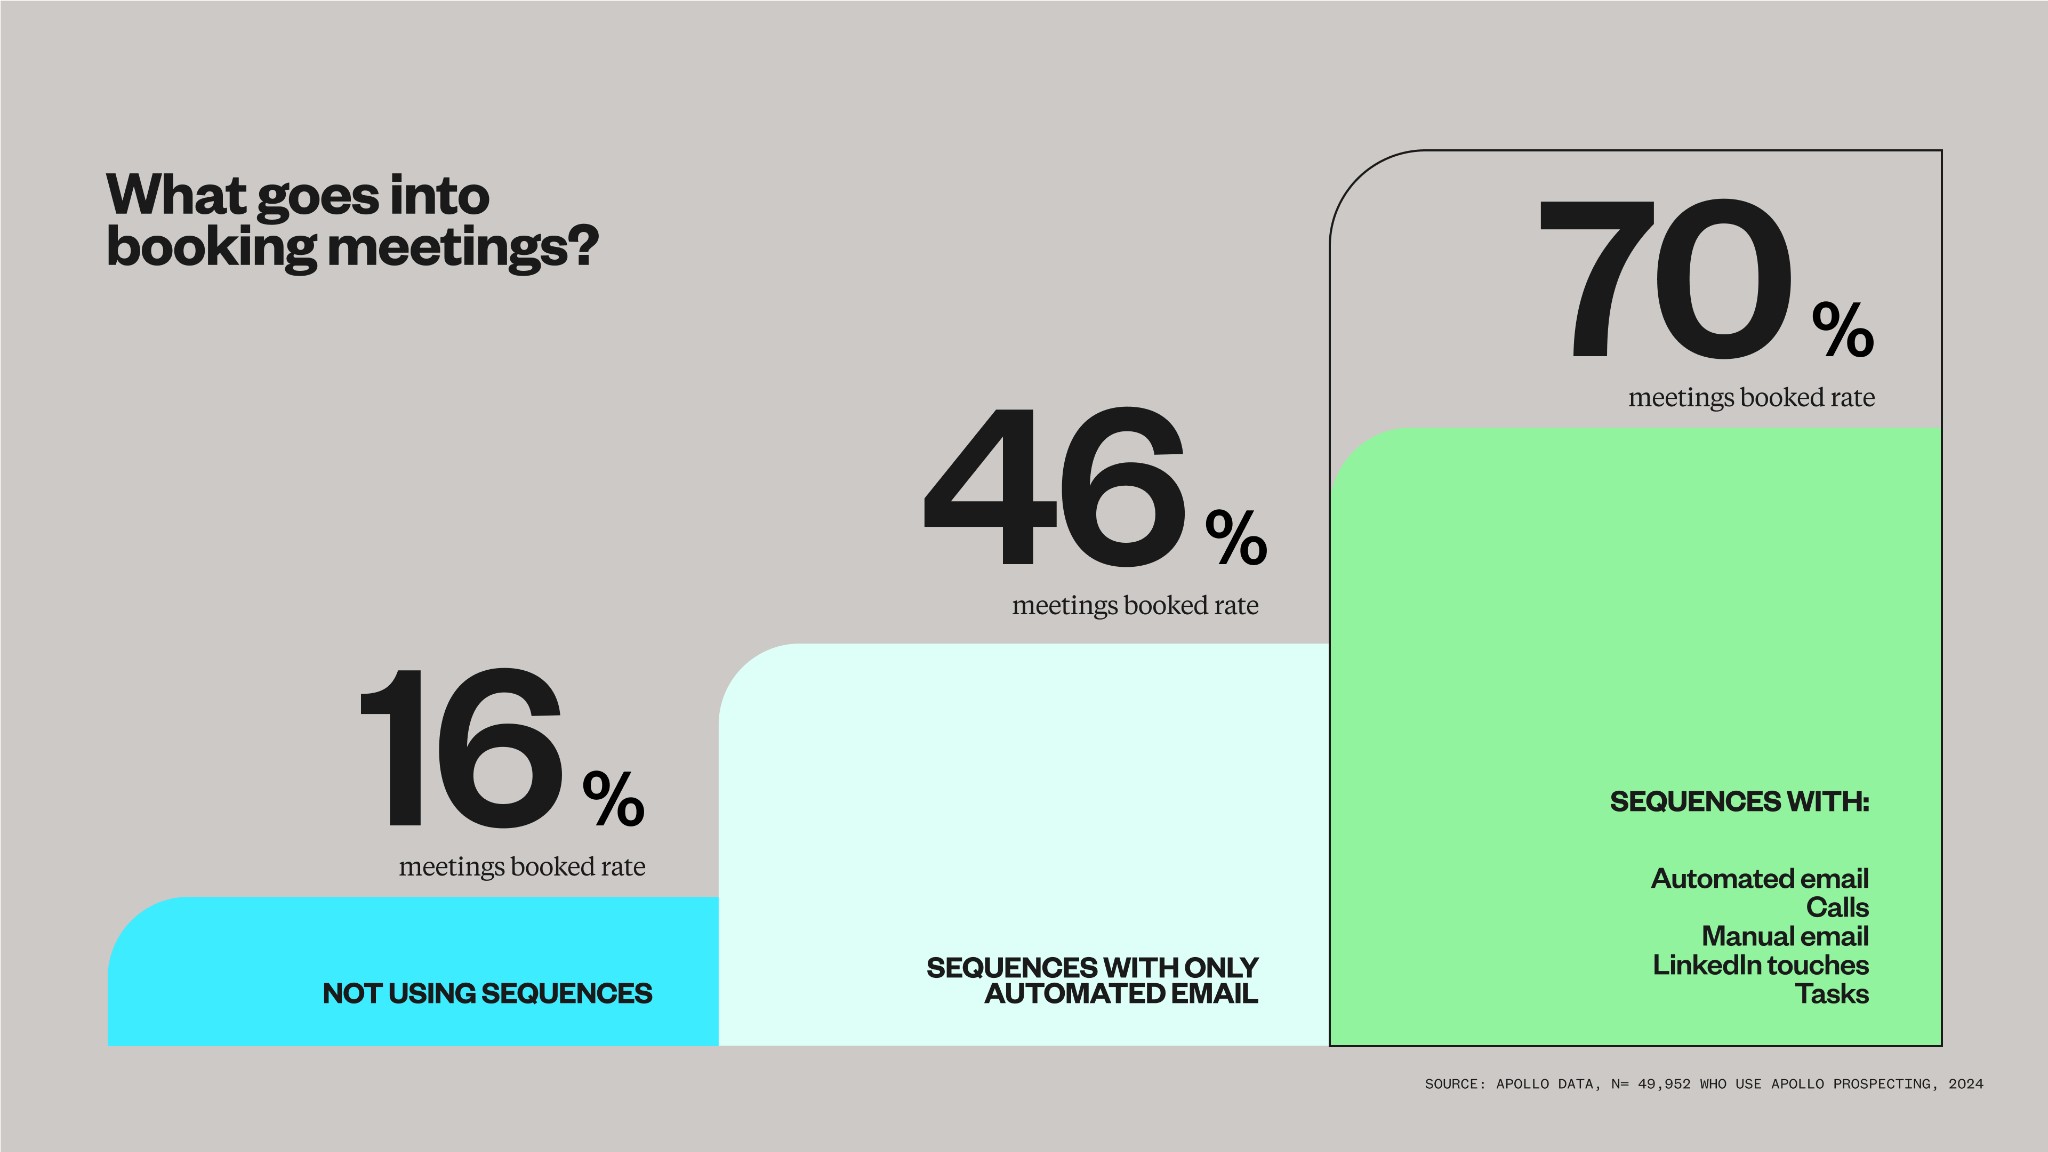 What goes into
booking meetings?
16%
meetings booked rate
NOT USING SEQUENCES
46%
meetings booked rate
SEQUENCES WITH ONLY
AUTOMATED EMAIL
70%
meetings booked rate
SEQUENCES WITH:
Automated email
Calls
Manual email
LinkedIn touches
Tasks
SOURCE: APOLLO DATA, N= 49,952 WHO USE APOLLO PROSPECTING, 2024